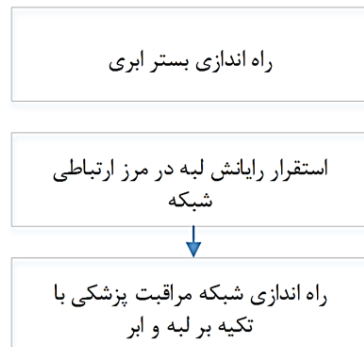 راه اندازی بستر ابری
استقرار رایانش لبه در مرز ارتباطی
شبکه
راه اندازی شبکه مراقبت پزشکی با
تکیه بر لبه و ابر